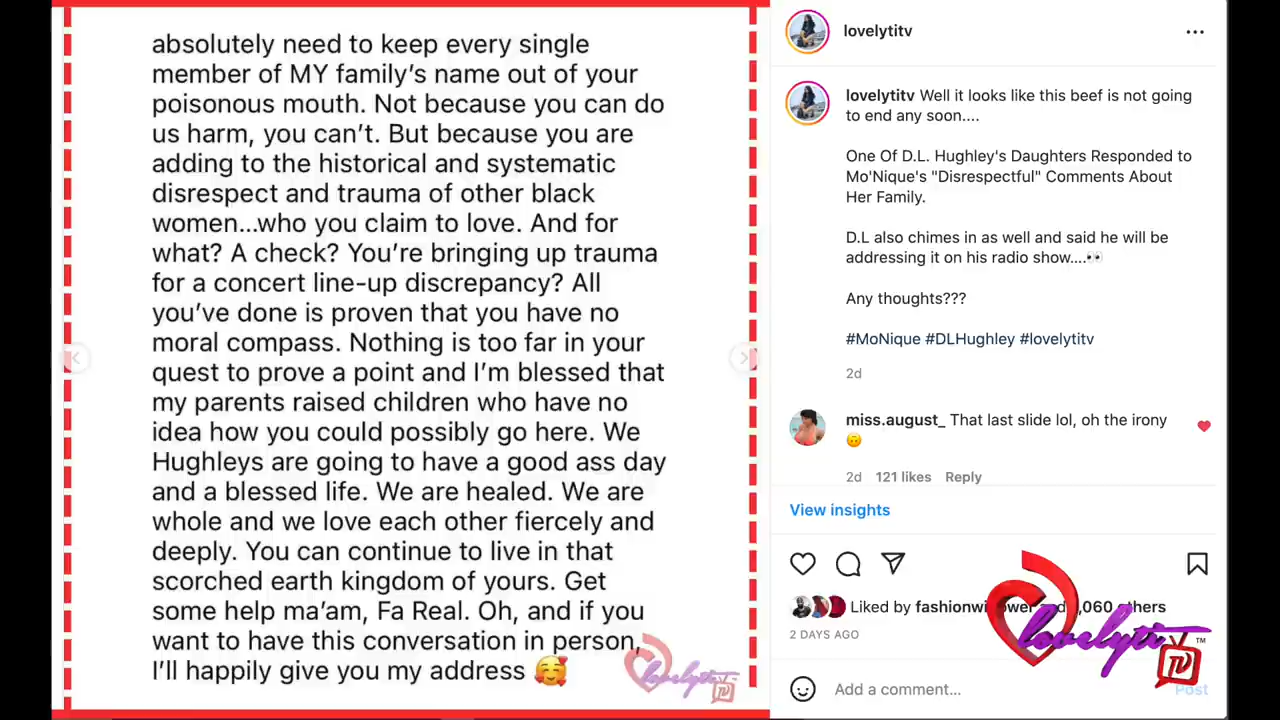 absolutely need to keep every single
member of MY family's name out of your
poisonous mouth. Not because you can do
us harm, you can't. But because you are
adding to the historical and systematic
disrespect and trauma of other black
women...who you claim to love. And for
what? A check? You're bringing up trauma
for a concert line-up discrepancy? All
you've done is proven that you have no
moral compass. Nothing is too far in your
quest to prove a point and I'm blessed that
my parents raised children who have no
idea how you could possibly go here. We
Hughleys are going to have a good ass day
and a blessed life. We are healed. We are
whole and we love each other fiercely and
deeply. You can continue to live in that
scorched earth kingdom of yours. Get
some help ma'am, Fa Real. Oh, and if you
want to have this conversation in person,
I'll happily give you my address 🥰
lovelyti TV
lovelytitv
lovelytitv Well it looks like this beef is not going
to end any soon....
One Of D.L. Hughley's Daughters Responded to
Mo'Nique's "Disrespectful" Comments About
Her Family.
D.L also chimes in as well and said he will be
addressing it on his radio show....👀
Any thoughts???
#MoNique #DLHughley #lovelytitv
2d
miss.august_ That last slide lol, oh the irony
🙃
2d 121 likes Reply
View insights
Liked by and ,060 others
2 DAYS AGO
Add a comment...
Post
lovelyti TV ™